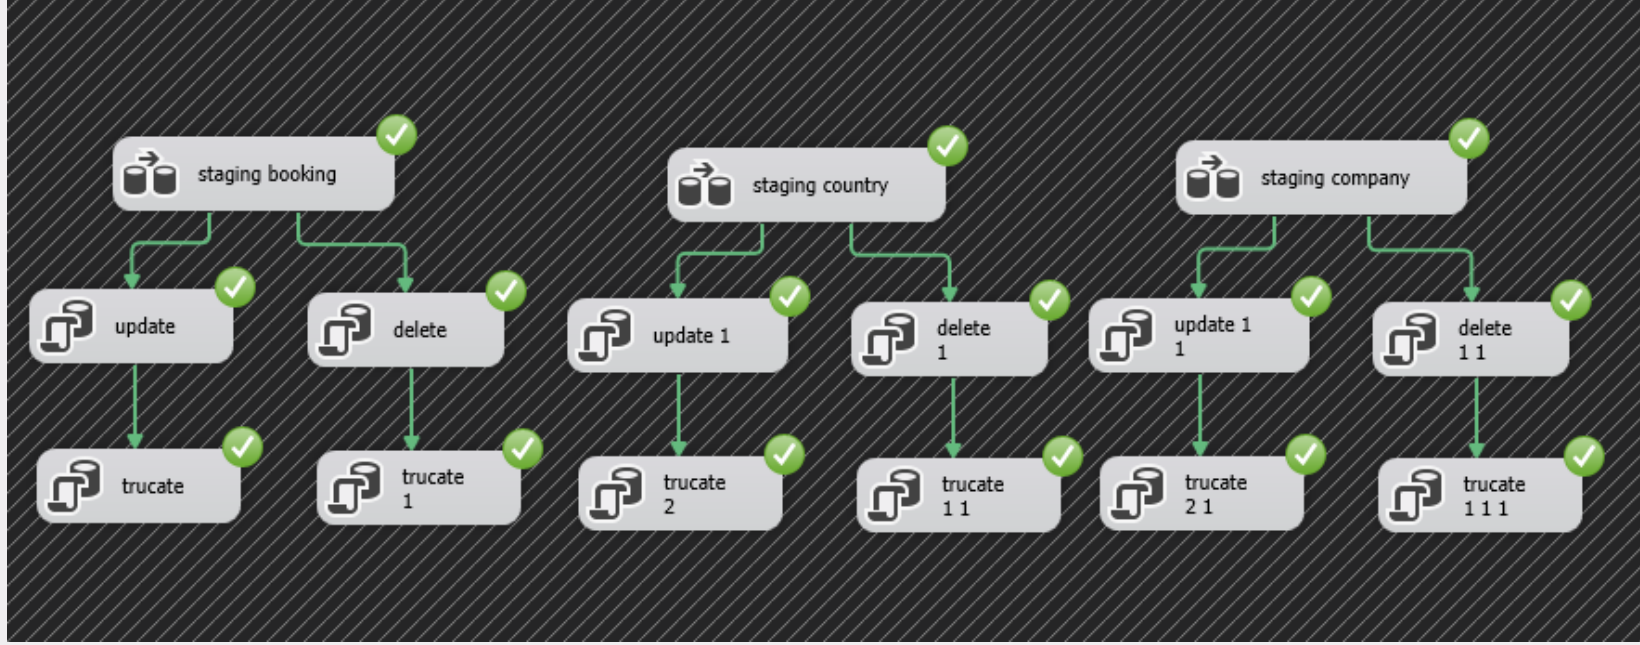 staging booking
staging country
staging company
update
delete
update 1
delete
1
update 1
1
delete
1 1
trucate
trucate
1
trucate
2
trucate
1 1
trucate
2 1
trucate
1 1 1